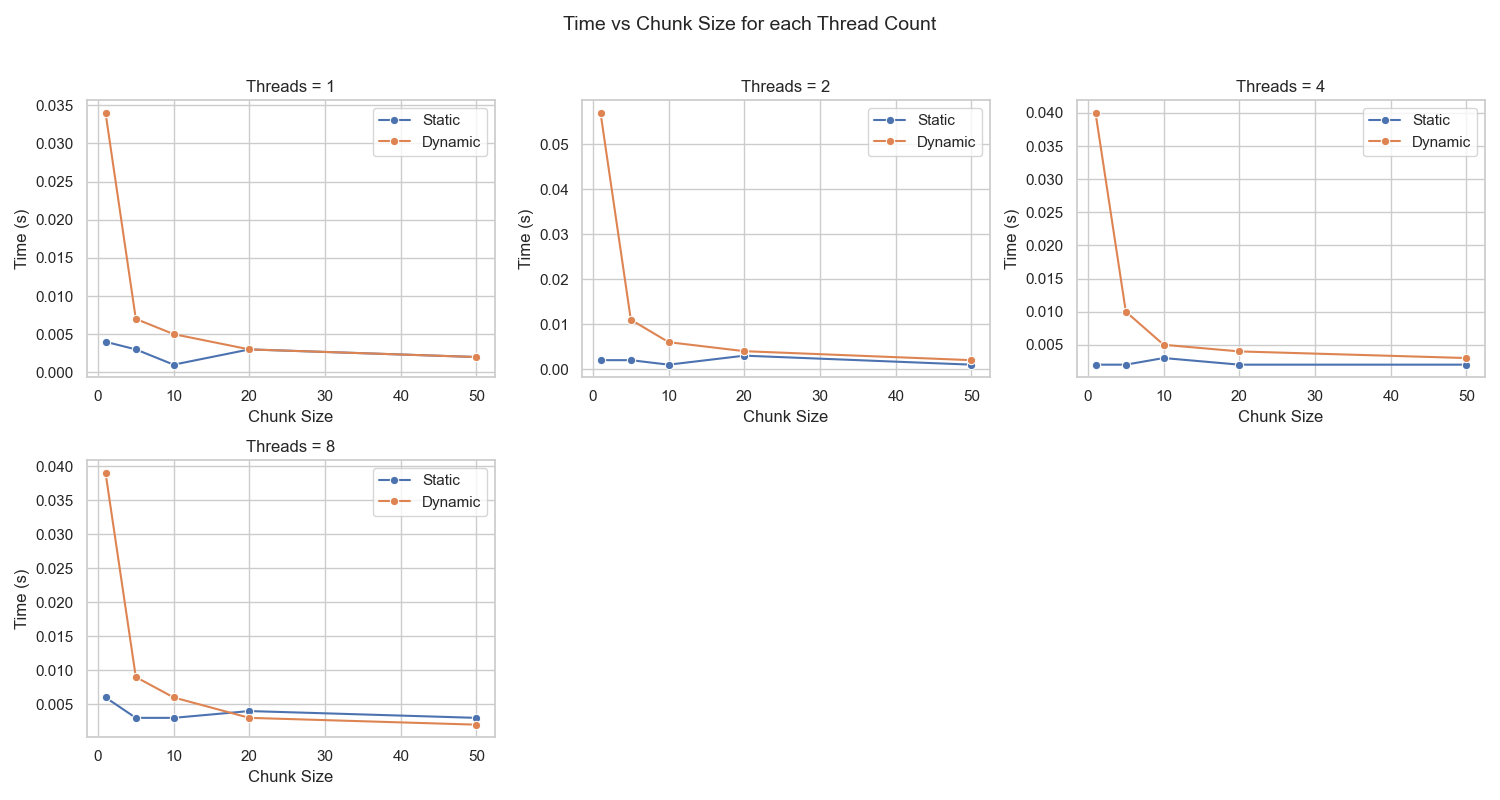 Time vs Chunk Size for each Thread Count
Threads = 1
Time (s)
0.035
0.030
0.025
0.020
0.015
0.010
0.005
0.000
Static
Dynamic
0 10 20 30 40 50
Chunk Size
Threads = 2
Time (s)
0.05
0.04
0.03
0.02
0.01
0.00
Static
Dynamic
0 10 20 30 40 50
Chunk Size
Threads = 4
Time (s)
0.040
0.035
0.030
0.025
0.020
0.015
0.010
0.005
Static
Dynamic
0 10 20 30 40 50
Chunk Size
Threads = 8
Time (s)
0.040
0.035
0.030
0.025
0.020
0.015
0.010
0.005
Static
Dynamic
0 10 20 30 40 50
Chunk Size